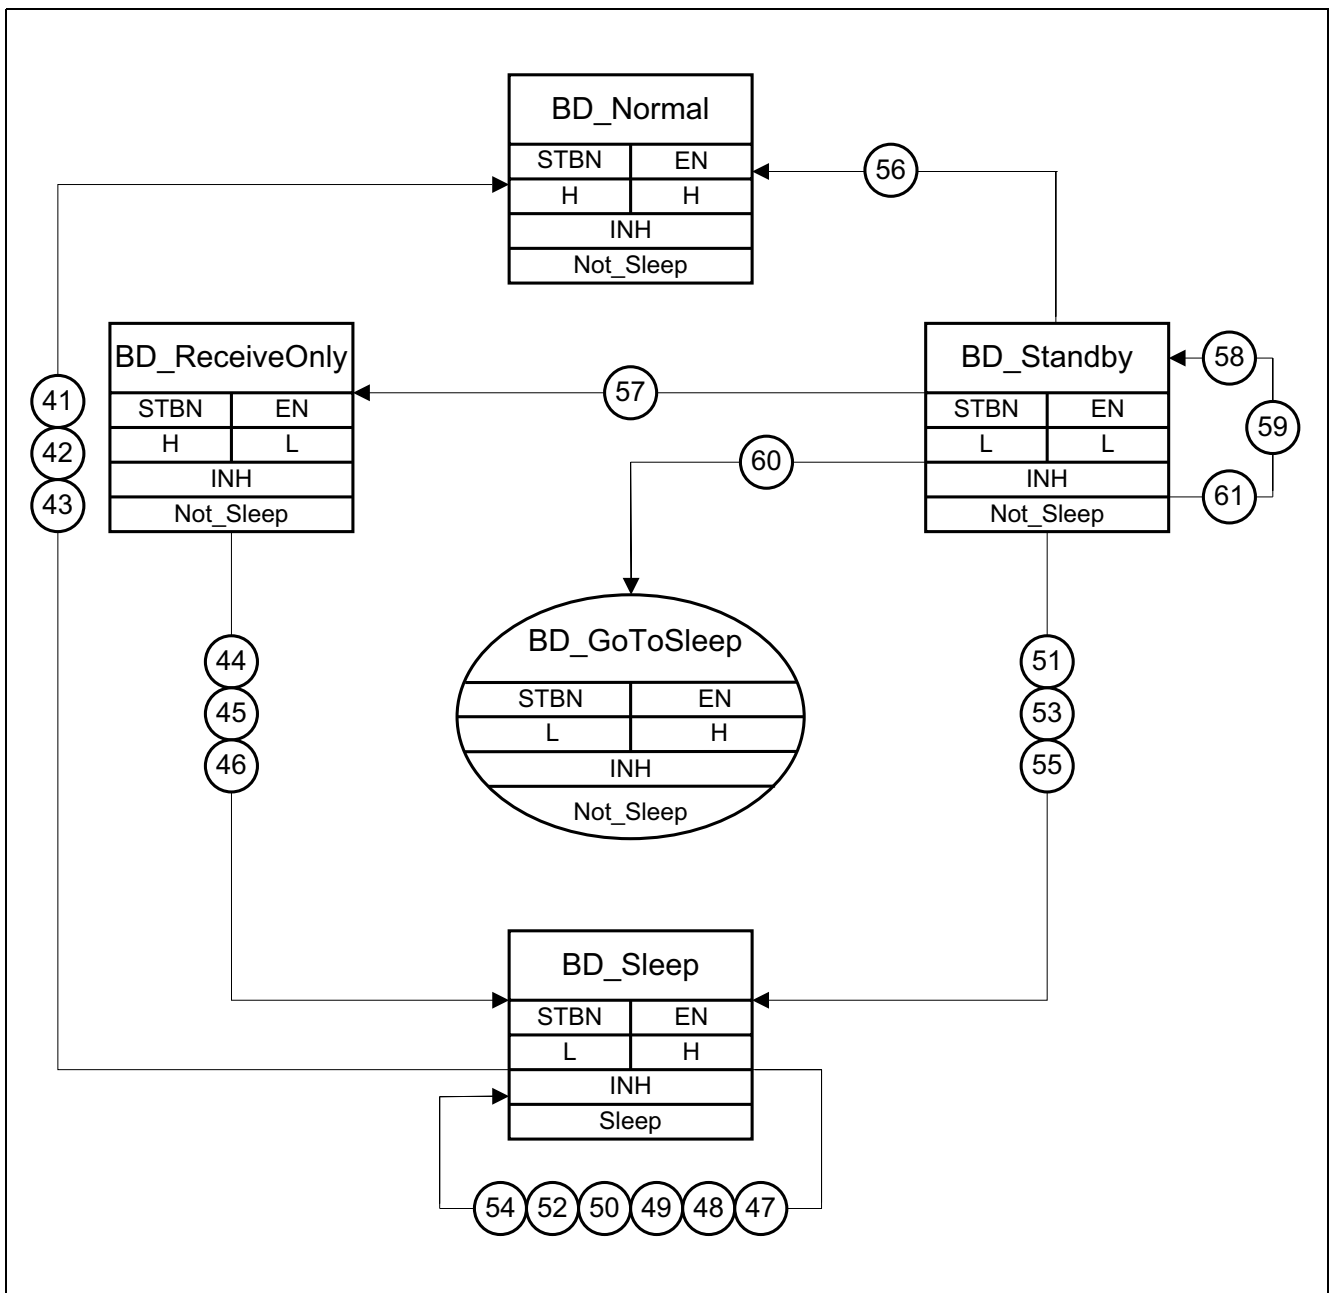 BD_Normal
STBN EN
H H
INH
Not_Sleep
56
BD_ReceiveOnly
STBN EN
H L
INH
Not_Sleep
57
BD_Standby
STBN EN
L L
INH
Not_Sleep
58
59
61
60
41
42
43
BD_GoToSleep
STBN EN
L H
INH
Not_Sleep
44
45
46
51
53
55
BD_Sleep
STBN EN
L H
INH
Sleep
54 52 50 49 48 47